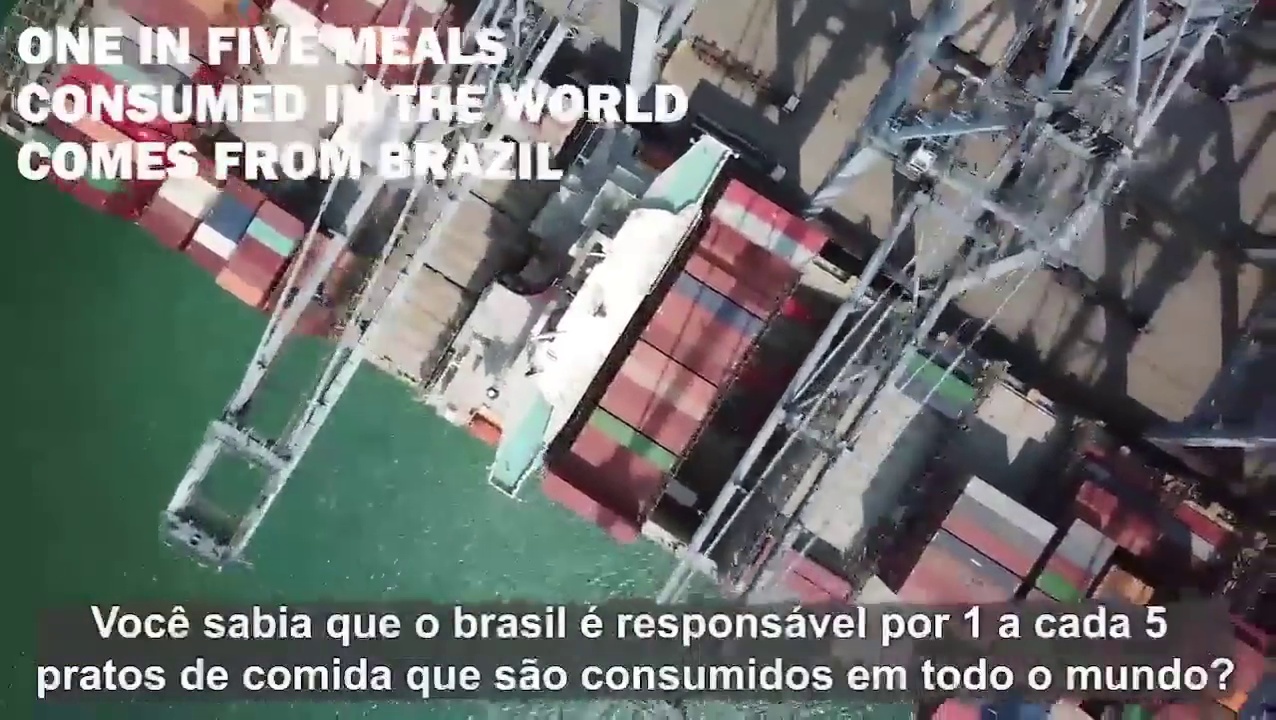 ONE IN FIVE MEALS
CONSUMED IN THE WORLD
COMES FROM BRAZIL
Você sabia que o brasil é responsável por 1 a cada 5
pratos de comida que são consumidos em todo o mundo?